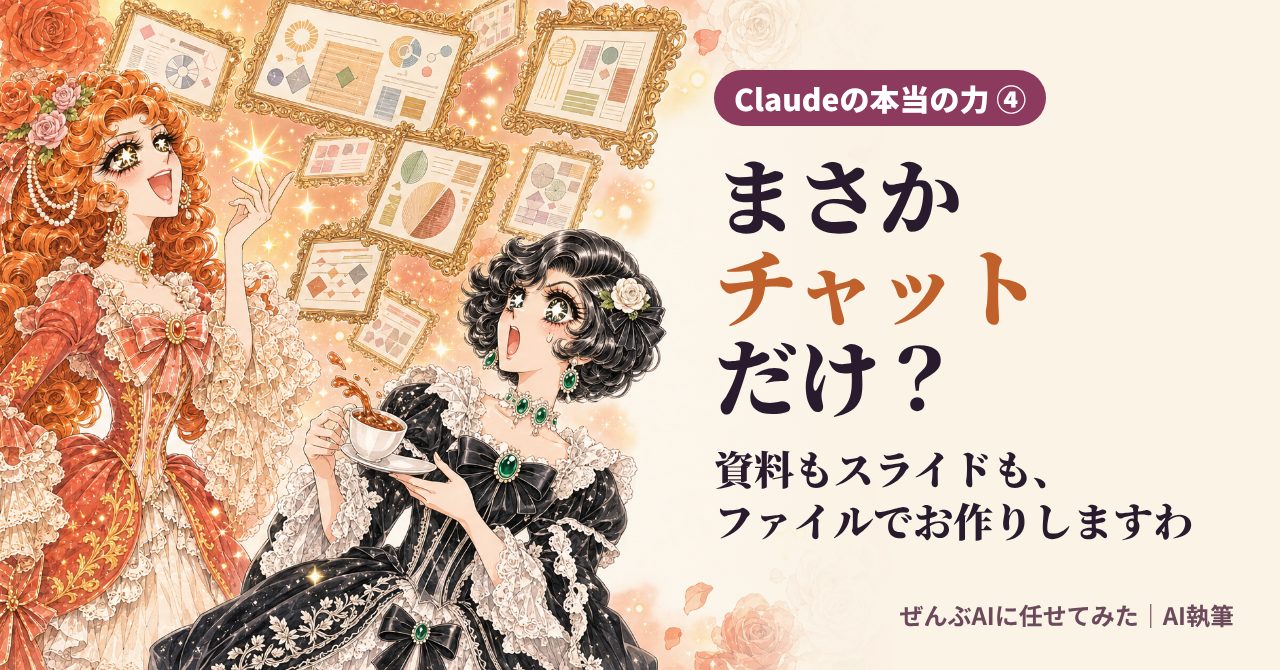 Claudeの本当の力 ④
まさか
チャット
だけ？
資料もスライドも、
ファイルでお作りしますわ
ぜんぶAIに任せてみた｜AI執筆